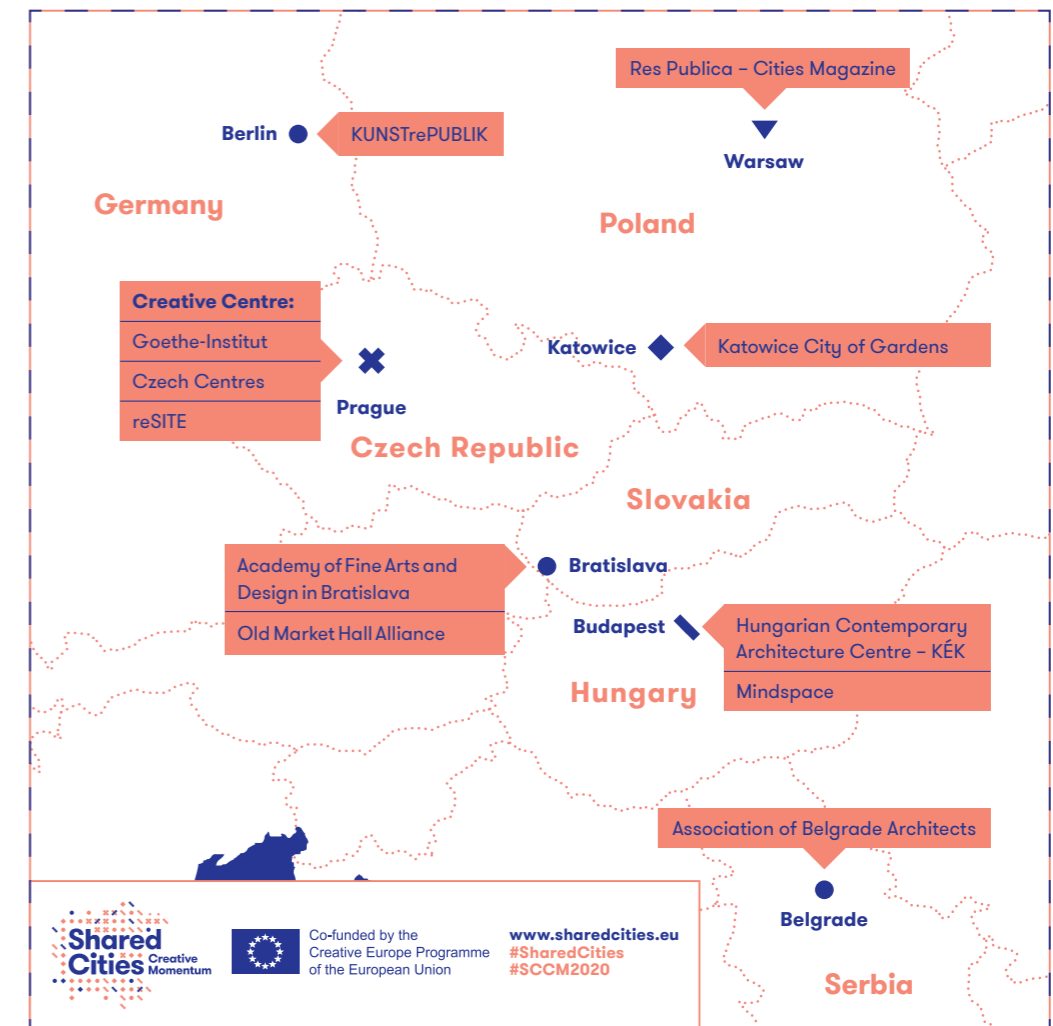 Res Publica – Cities Magazine
Berlin
KUNSTrePUBLIK
Warsaw
Germany
Poland
Creative Centre:
Goethe-Institut
Czech Centres
reSITE
Prague
Katowice
Katowice City of Gardens
Czech Republic
Slovakia
Academy of Fine Arts and
Design in Bratislava
Old Market Hall Alliance
Bratislava
Budapest
Hungarian Contemporary
Architecture Centre – KÉK
Mindspace
Hungary
Association of Belgrade Architects
Belgrade
Serbia
Shared
Cities Creative
Momentum
Co-funded by the
Creative Europe Programme
of the European Union
www.sharedcities.eu
#SharedCities
#SCCM2020